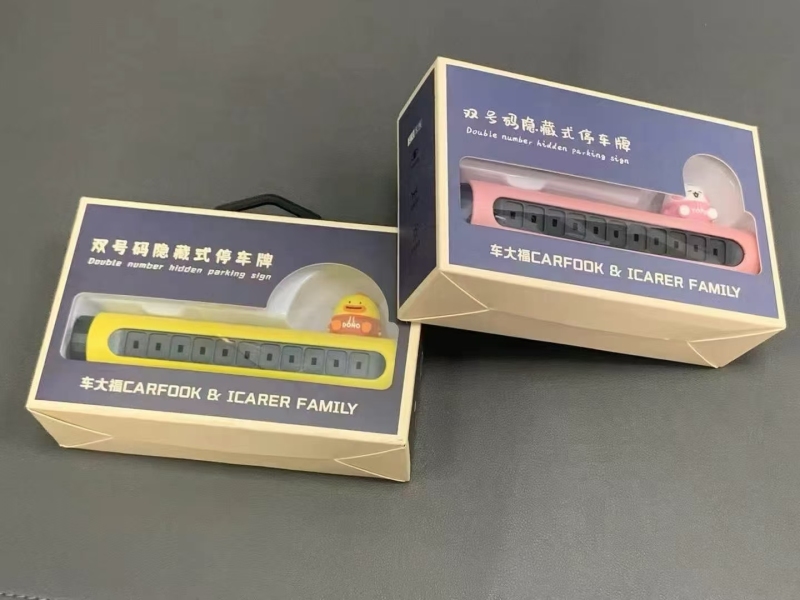 双号码隐藏式停车牌
Double number hidden parking sign
DOMO
车大福CARFOOK & ICARER FAMILY
双号码隐藏式停车牌
Double number hidden parking sign
车大福CARFOOK & ICARER FAMILY